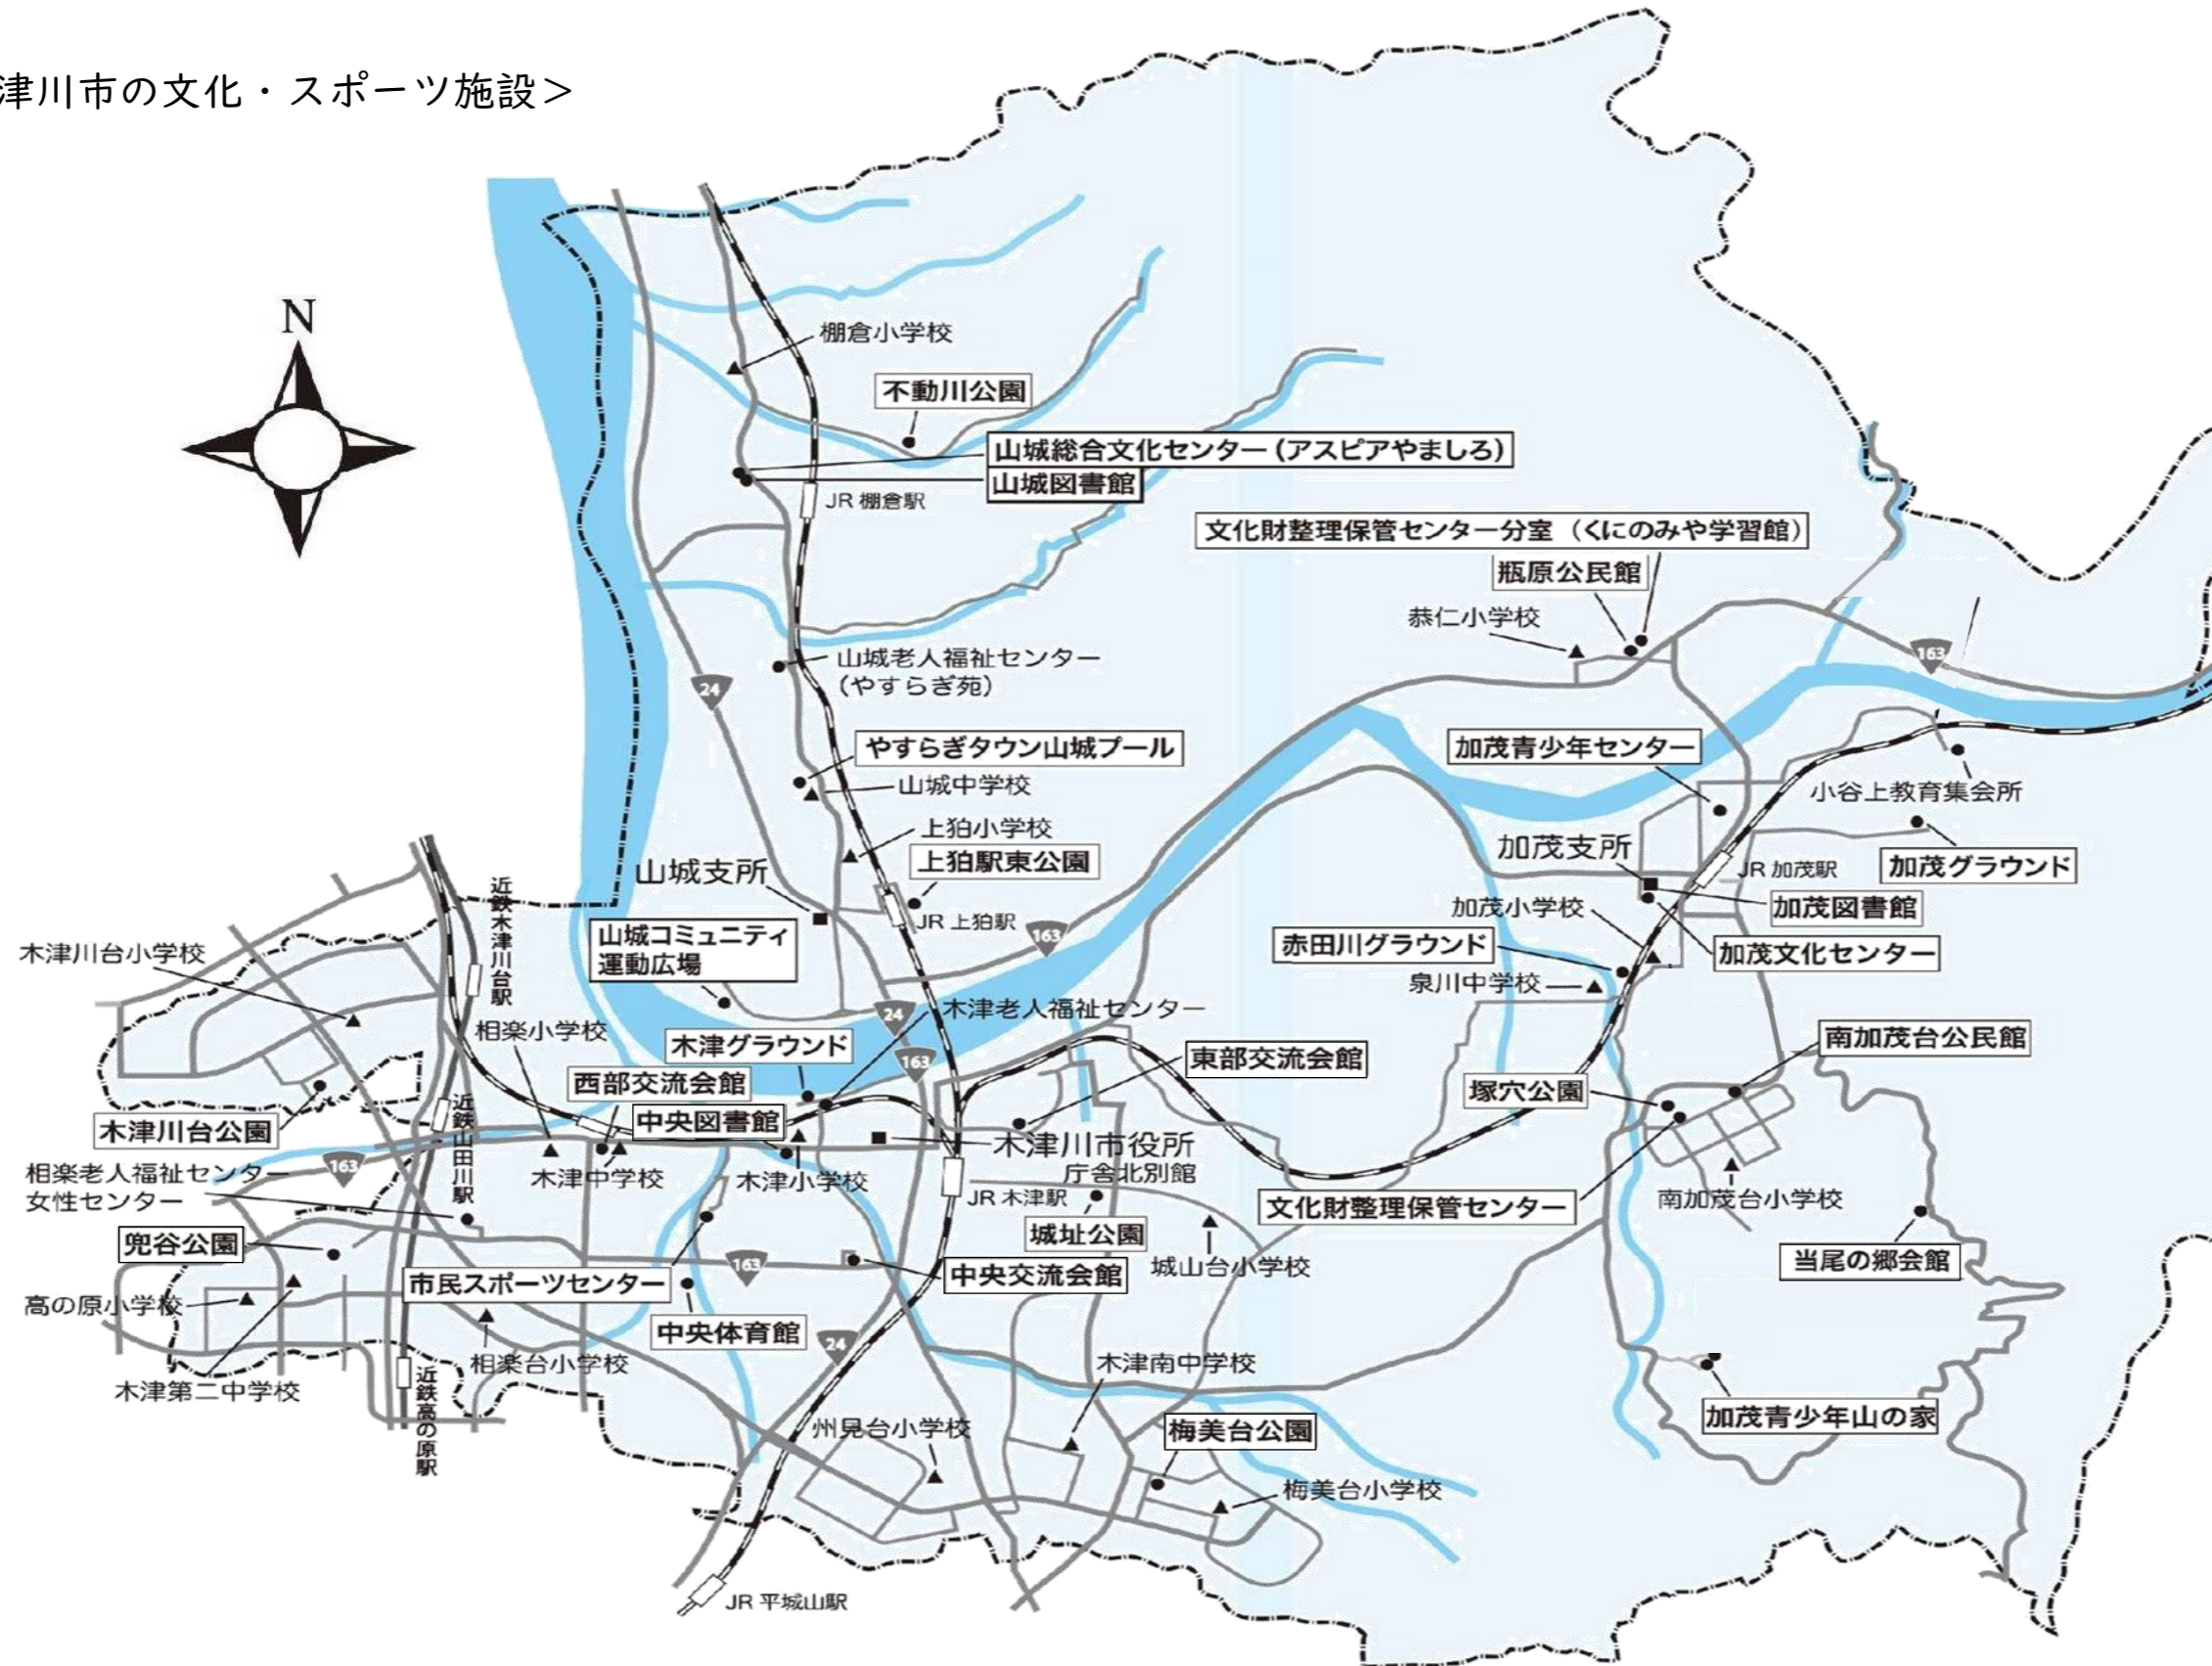 津川市の文化・スポーツ施設＞
N
棚倉小学校
不動川公園
山城総合文化センター（アスピアやましろ）
山城図書館
JR 棚倉駅
文化財整理保管センター分室（くにのみや学習館）
瓶原公民館
恭仁小学校
163
山城老人福祉センター
（やすらぎ苑）
24
やすらぎタウン山城プール
山城中学校
加茂青少年センター
小谷上教育集会所
上狛小学校
上狛駅東公園
山城支所
加茂支所
JR 加茂駅
加茂グラウンド
加茂図書館
加茂小学校
JR 上狛駅
163
山城コミュニティ
運動広場
赤田川グラウンド
加茂文化センター
泉川中学校
近鉄木津川台駅
木津川台小学校
24
木津老人福祉センター
相楽小学校
木津グラウンド
163
東部交流会館
南加茂台公民館
西部交流会館
塚穴公園
中央図書館
木津川台公園
近鉄山田川駅
木津川市役所
庁舎北別館
163
相楽老人福祉センター
女性センター
木津中学校
木津小学校
JR 木津駅
文化財整理保管センター
南加茂台小学校
城址公園
兜谷公園
163
中央交流会館
城山台小学校
当尾の郷会館
市民スポーツセンター
高の原小学校
中央体育館
24
相楽台小学校
木津第二中学校
近鉄高の原駅
木津南中学校
州見台小学校
梅美台公園
加茂青少年山の家
梅美台小学校
JR 平城山駅